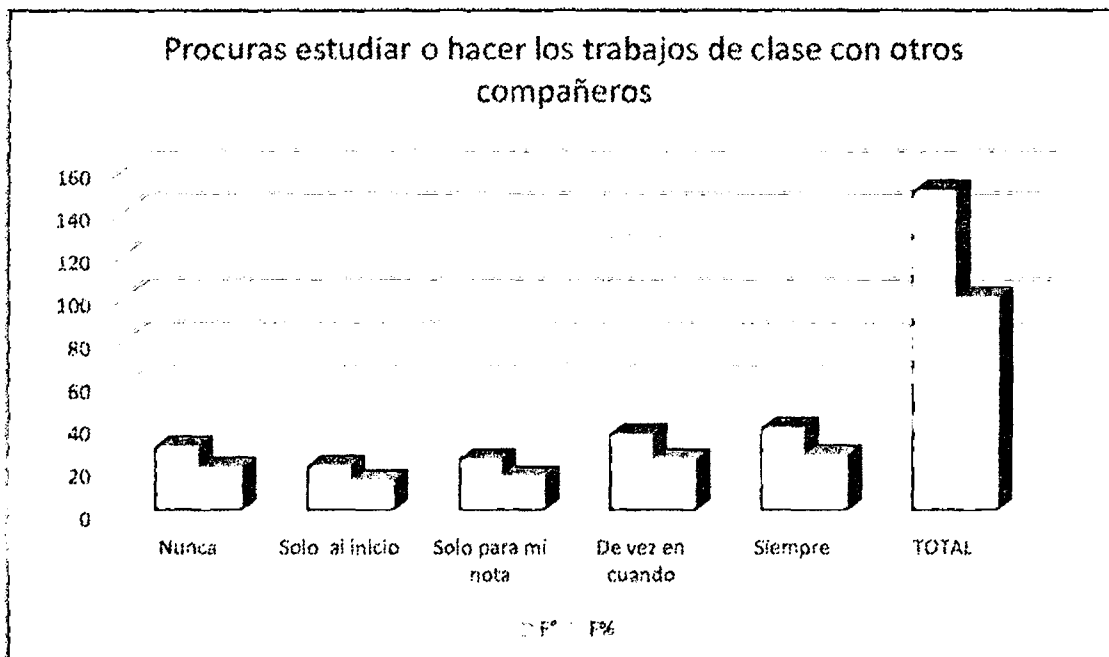 Procuras estudiar o hacer los trabajos de clase con otros
compañeros
160
140
120
100
80
60
40
20
0
Nunca
Solo al inicio
Solo para mi
nota
De vez en
cuando
Siempre
TOTAL
F° F%